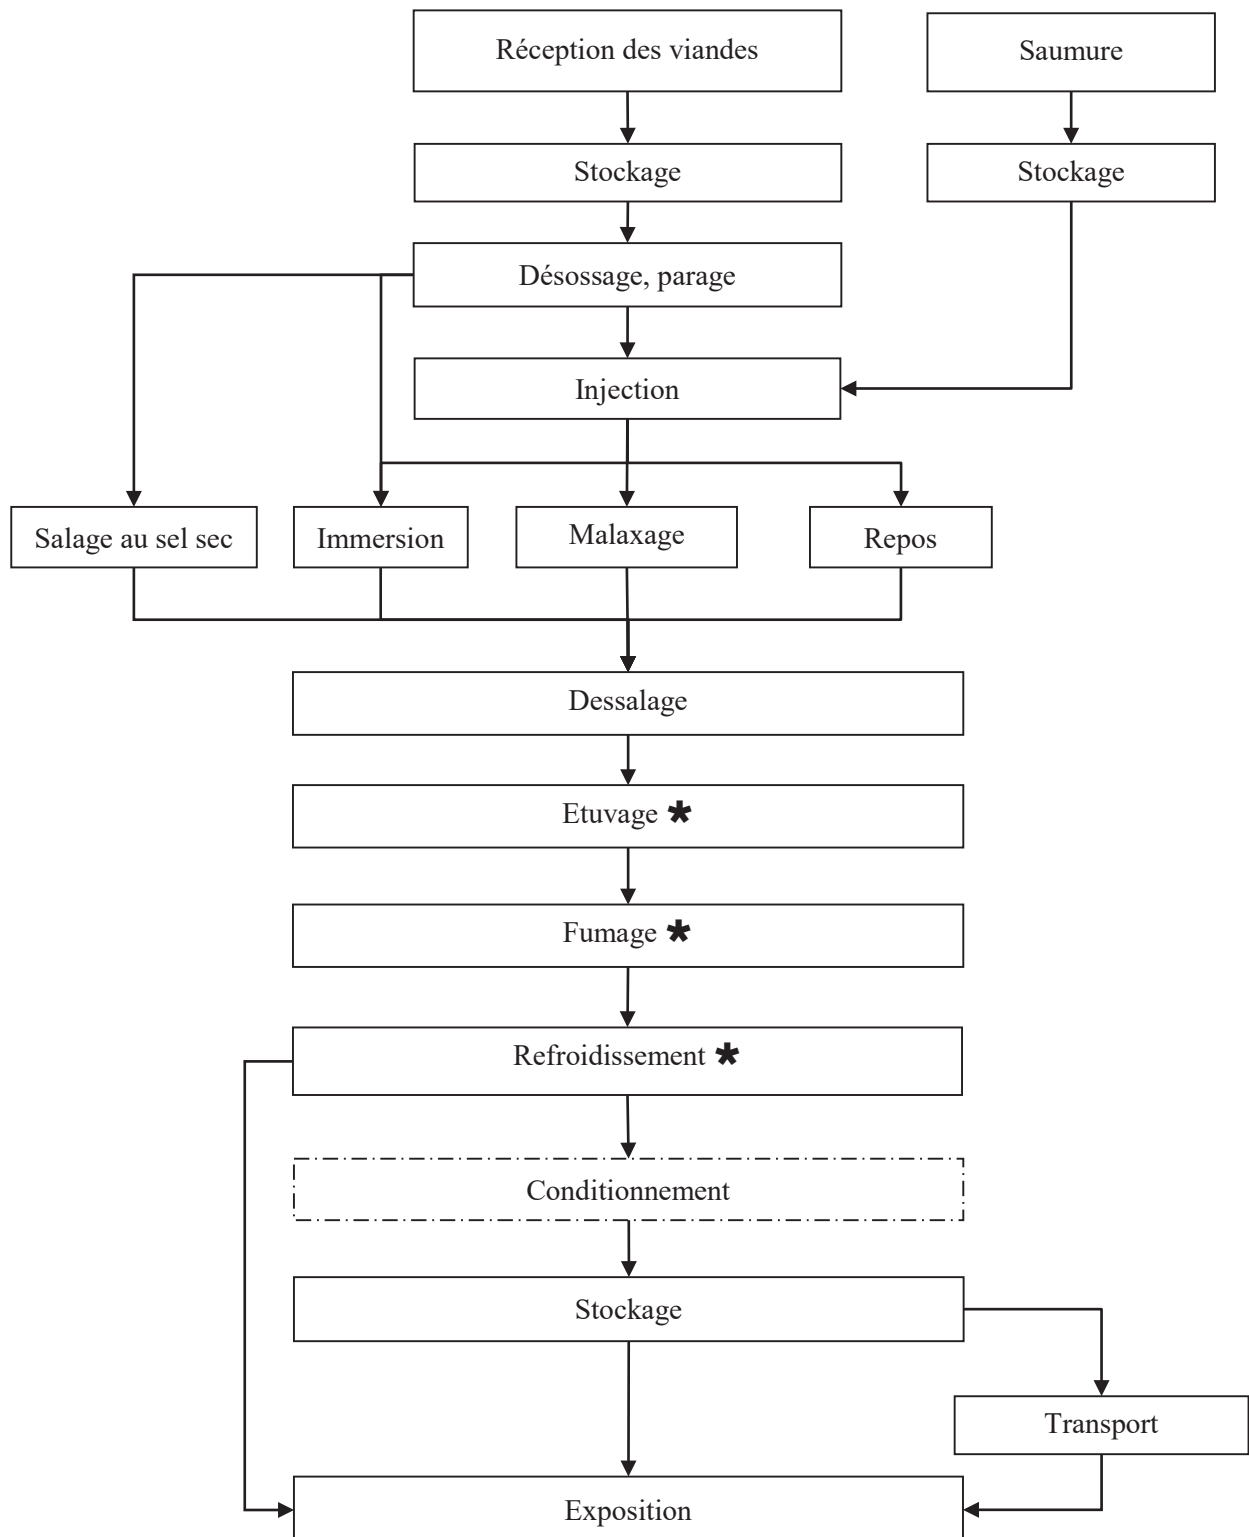 Réception des viandes
Saumure
Stockage
Stockage
Désossage, parage
Injection
Salage au sel sec
Immersion
Malaxage
Repos
Dessalage
Etuvage *
Fumage *
Refroidissement *
Conditionnement
Stockage
Transport
Exposition